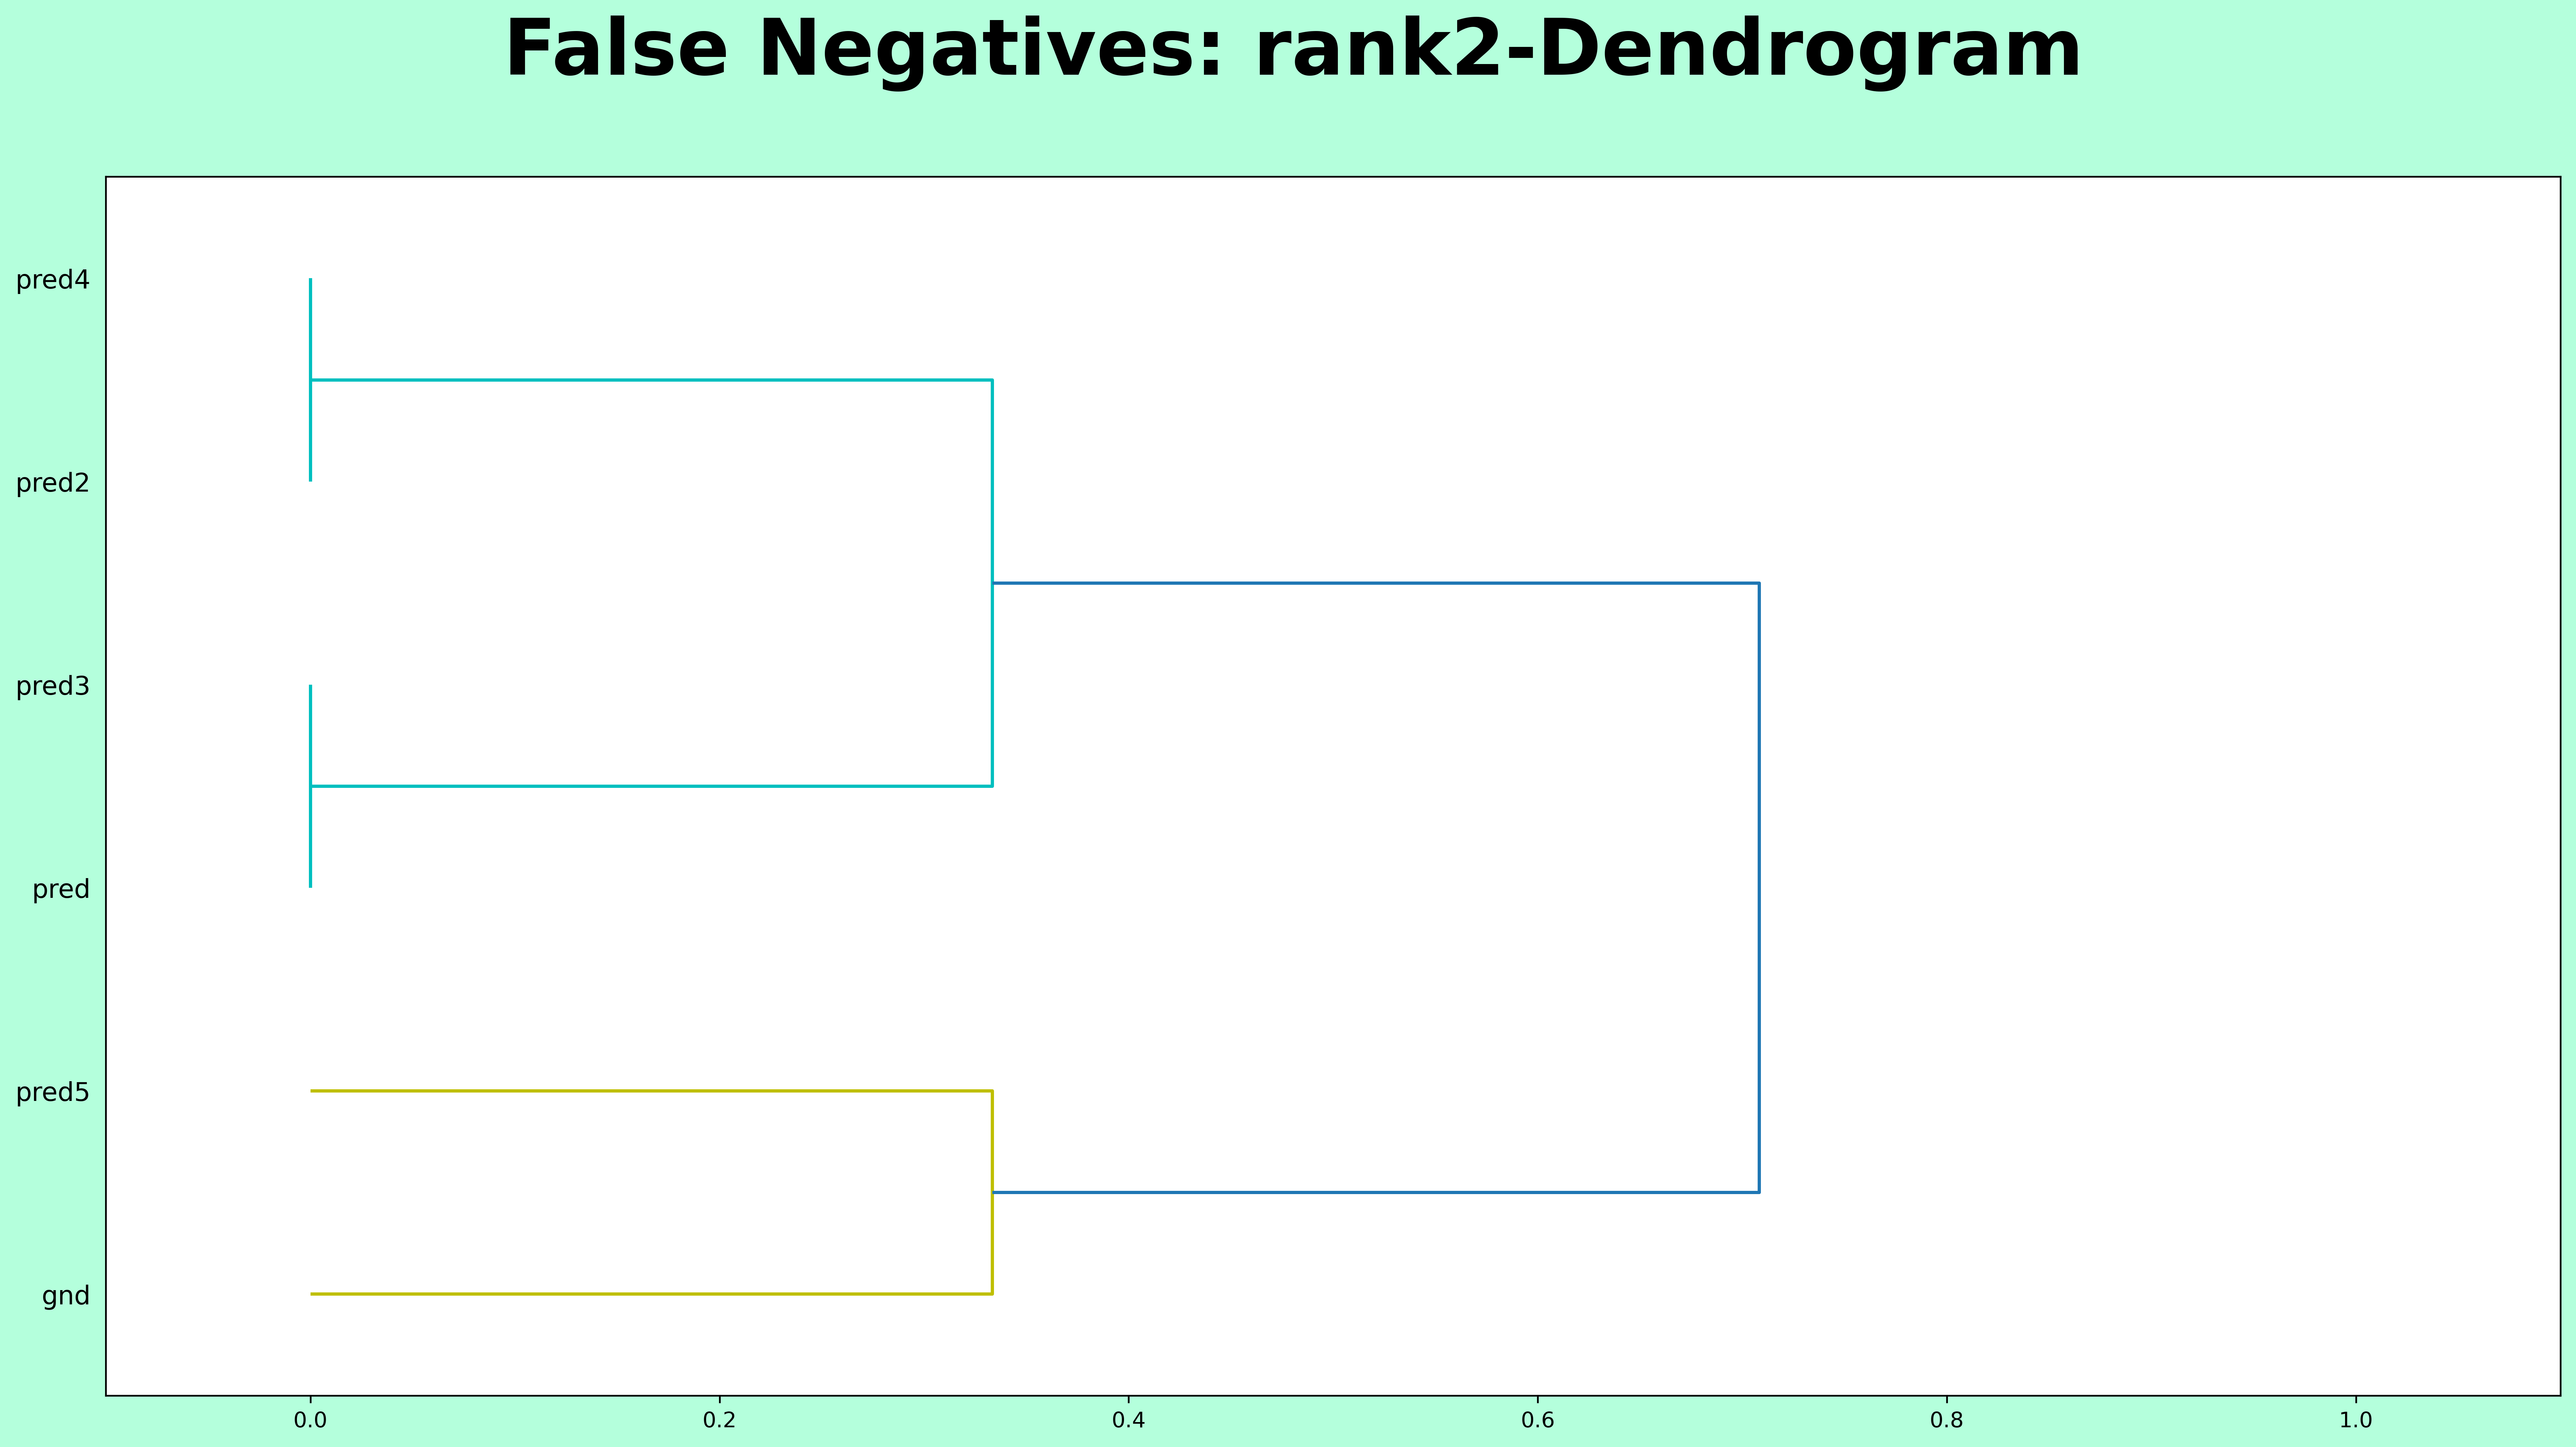 False Negatives: rank2-Dendrogram
pred4
pred2
pred3
pred
pred5
gnd
0.0 0.2 0.4 0.6 0.8 1.0